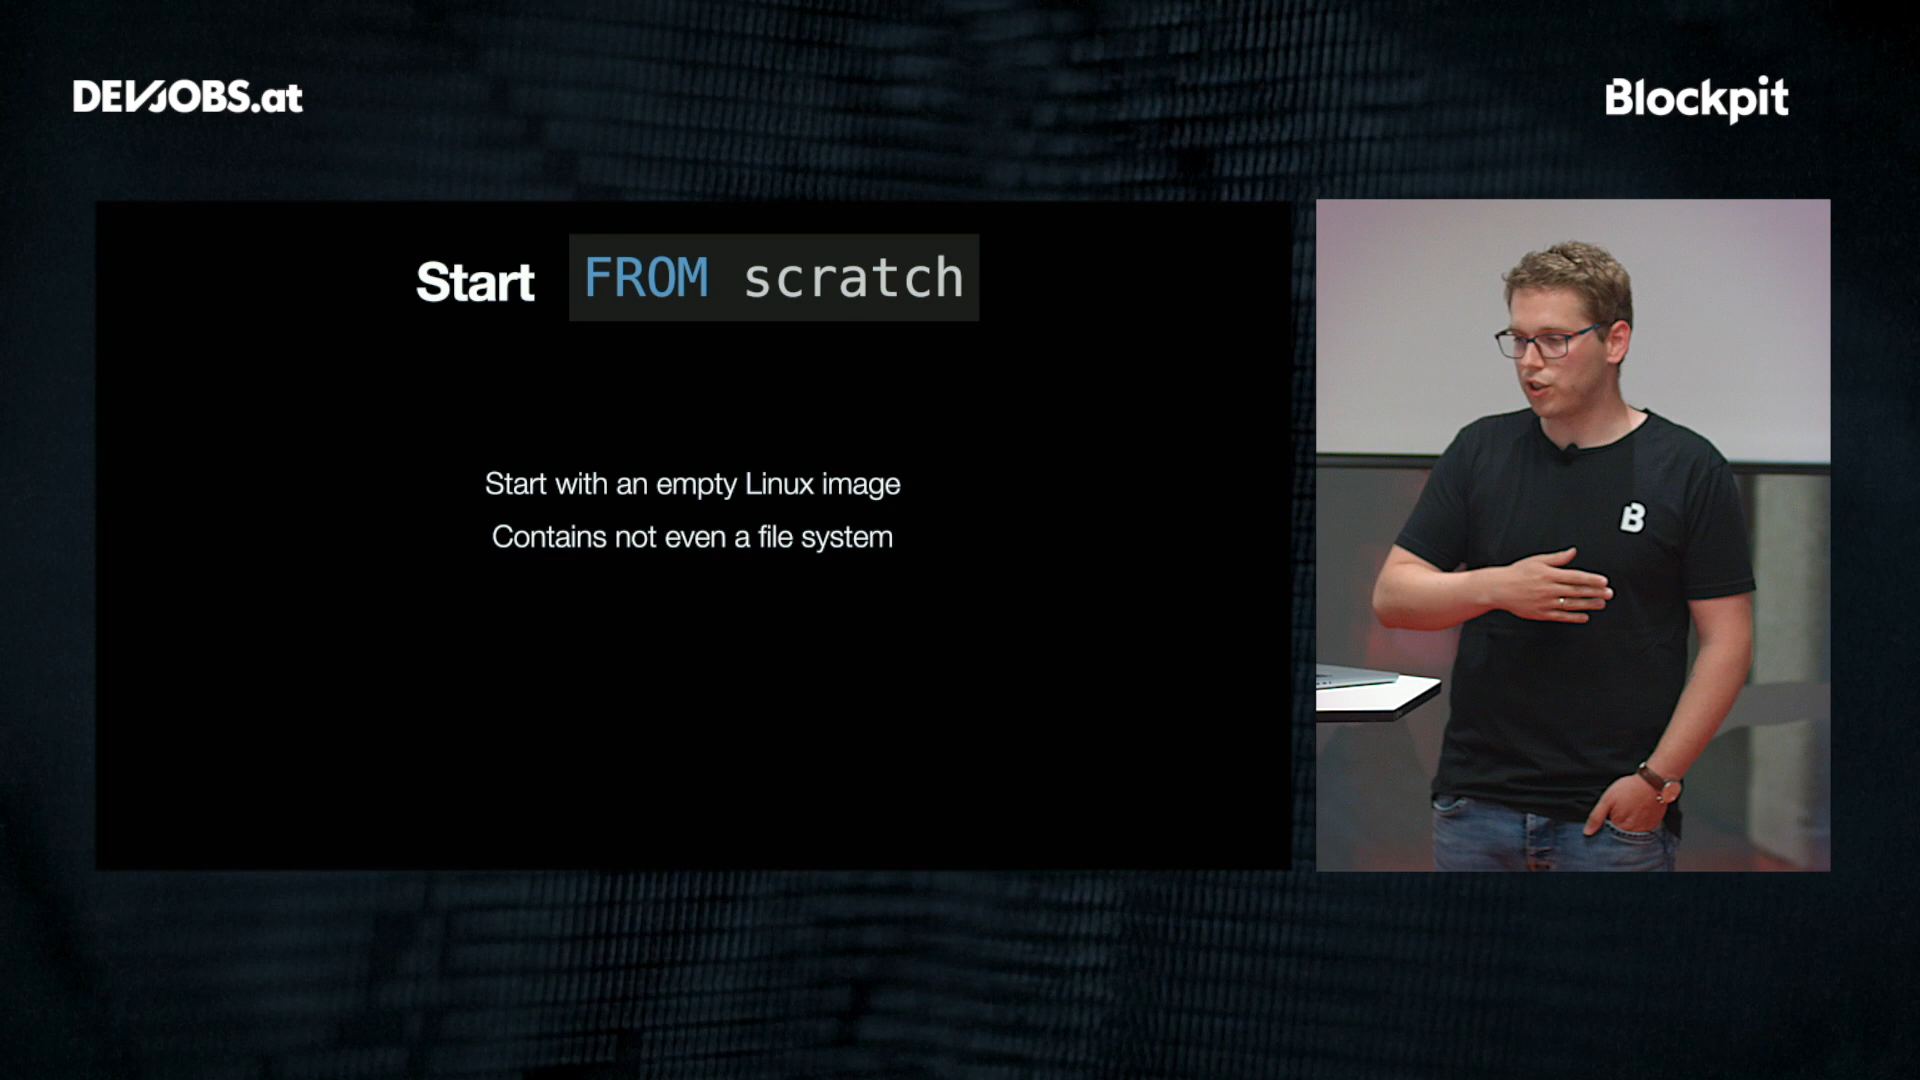 DEVJOBS.at
Blockpit
Start FROM scratch
Start with an empty Linux image
Contains not even a file system
B